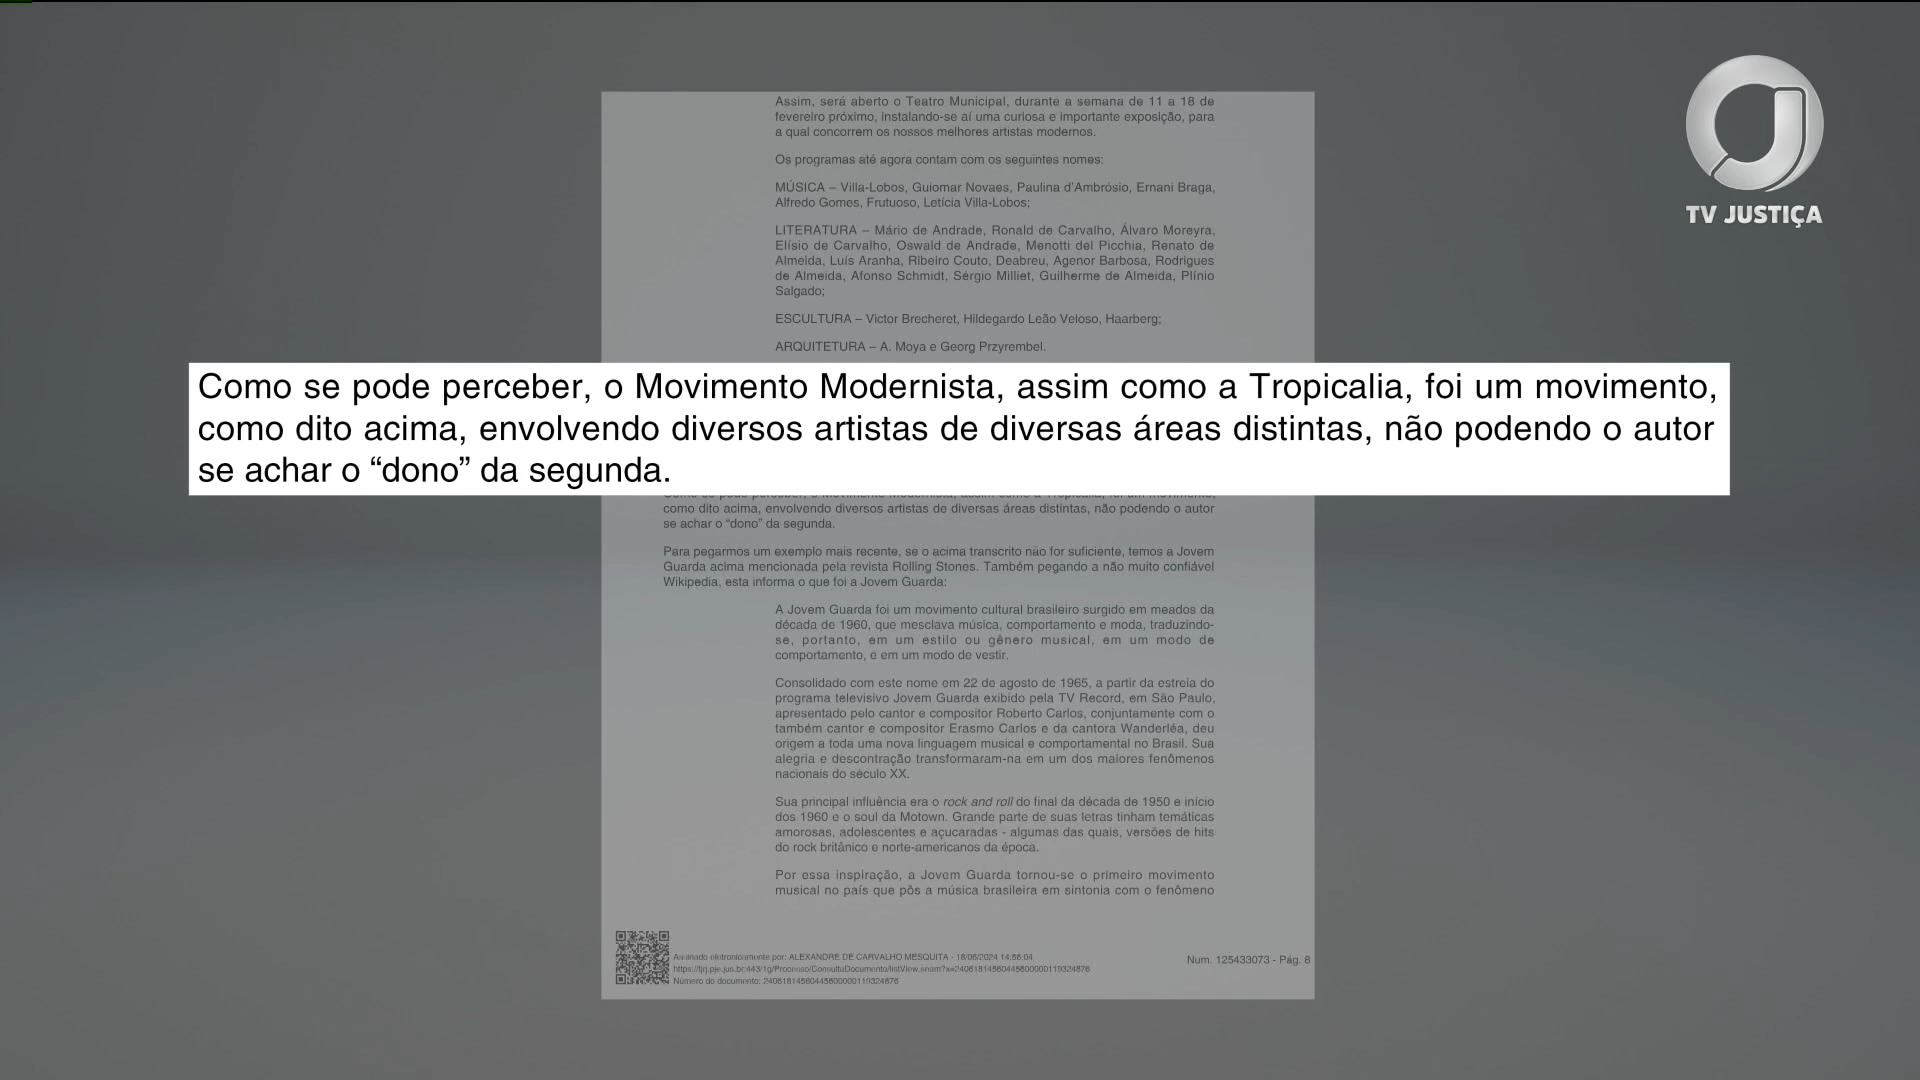 TV JUSTIÇA
Assim, será aberto o Teatro Municipal, durante a semana de 11 a 18 de
fevereiro próximo, instalando-se aí uma curiosa e importante exposição, para
a qual concorrem os nossos melhores artistas modernos.
Os programas até agora contam com os seguintes nomes:
MÚSICA – Villa-Lobos, Guiomar Novaes, Paulina d'Ambrósio, Ernani Braga,
Alfredo Gomes, Frutuoso, Letícia Villa-Lobos;
LITERATURA – Mário de Andrade, Ronald de Carvalho, Álvaro Moreyra,
Elísio de Carvalho, Oswald de Andrade, Menotti del Picchia, Renato de
Almeida, Luís Aranha, Ribeiro Couto, Deabreu, Agenor Barbosa, Rodrigues
de Almeida, Afonso Schmidt, Sérgio Milliet, Guilherme de Almeida, Plínio
Salgado;
ESCULTURA – Victor Brecheret, Hildegardo Leão Veloso, Haarberg;
ARQUITETURA – A. Moya e Georg Przyrembel.
Como se pode perceber, o Movimento Modernista, assim como a Tropicalia, foi um movimento,
como dito acima, envolvendo diversos artistas de diversas áreas distintas, não podendo o autor
se achar o “dono” da segunda.
como dito acima, envolvendo diversos artistas de diversas áreas distintas, não podendo o autor
se achar o “dono” da segunda.
Para pegarmos um exemplo mais recente, se o acima transcrito não for suficiente, temos a Jovem
Guarda acima mencionada pela revista Rolling Stones. Também pegando a não muito confiável
Wikipedia, esta informa o que foi a Jovem Guarda:
A Jovem Guarda foi um movimento cultural brasileiro surgido em meados da
década de 1960, que mesclava música, comportamento e moda, traduzindo-
se, portanto, em um estilo ou gênero musical, em um modo de
comportamento, e em um modo de vestir.
Consolidado com este nome em 22 de agosto de 1965, a partir da estreia do
programa televisivo Jovem Guarda exibido pela TV Record, em São Paulo,
apresentado pelo cantor e compositor Roberto Carlos, conjuntamente com o
também cantor e compositor Erasmo Carlos e da cantora Wanderléa, deu
origem a toda uma nova linguagem musical e comportamental no Brasil. Sua
alegria e descontração transformaram-na em um dos maiores fenômenos
nacionais do século XX.
Sua principal influência era o rock and roll do final da década de 1950 e início
dos 1960 e o soul da Motown. Grande parte de suas letras tinham temáticas
amorosas, adolescentes e açucaradas - algumas das quais, versões de hits
do rock britânico e norte-americanos da época.
Por essa inspiração, a Jovem Guarda tornou-se o primeiro movimento
musical no país que pôs a música brasileira em sintonia com o fenômeno
Assinado eletronicamente por: ALEXANDRE DE CARVALHO MESQUITA - 18/06/2024 14:56:04
Número do documento:
Num. 125433073 - Pág. 8